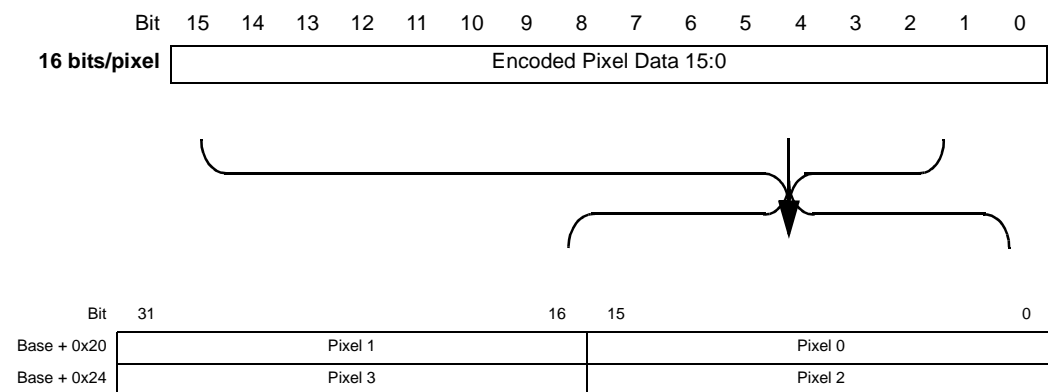 Bit 15 14 13 12 11 10 9 8 7 6 5 4 3 2 1 0
16 bits/pixel Encoded Pixel Data 15:0
Bit 31 16 15 0
Base + 0x20 Pixel 1 Pixel 0
Base + 0x24 Pixel 3 Pixel 2